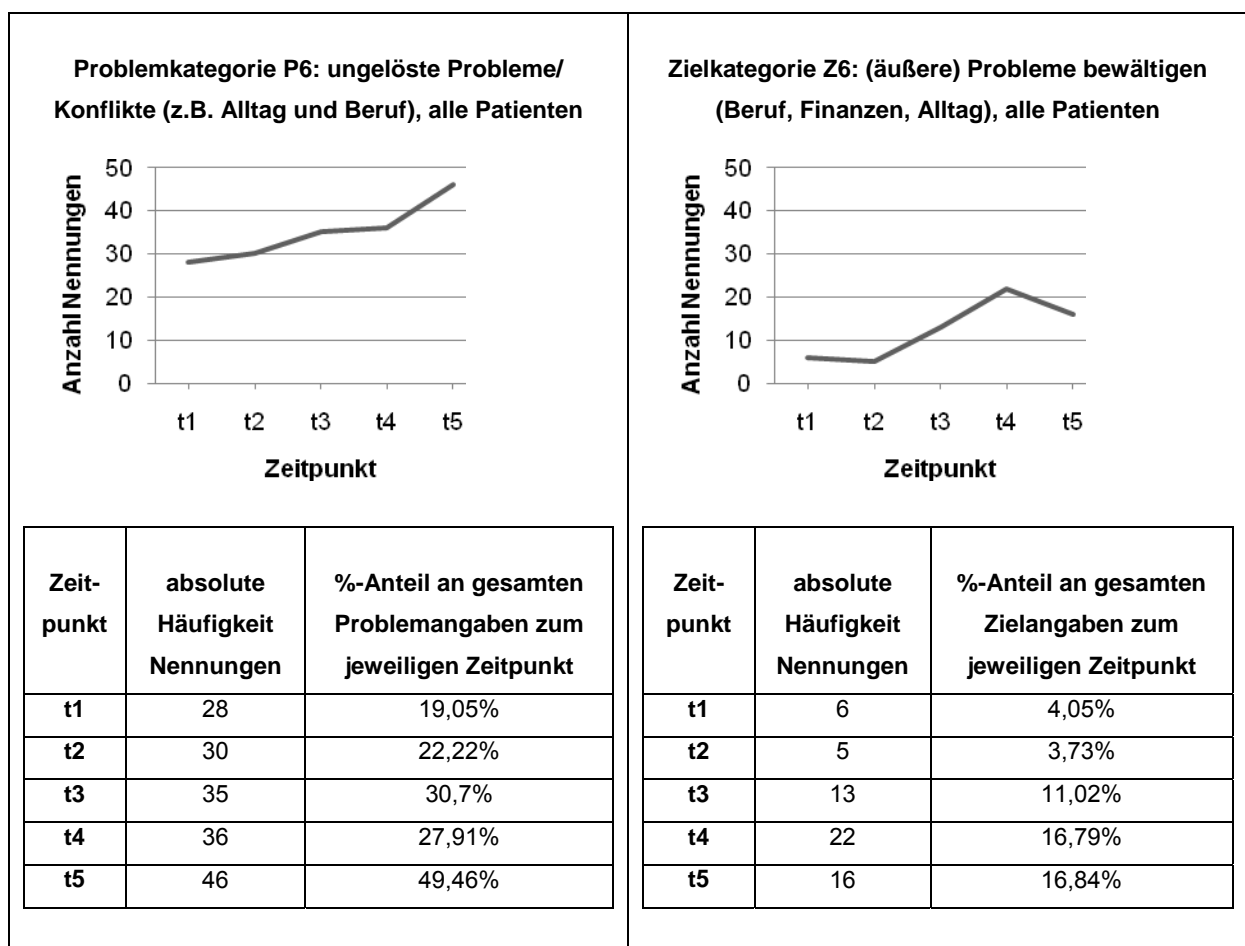 Problemkategorie P6: ungelöste Probleme/
Konflikte (z.B. Alltag und Beruf), alle Patienten
Anzahl Nennungen
50
40
30
20
10
0
t1 t2 t3 t4 t5
Zeitpunkt
Zeit-
punkt
absolute
Häufigkeit
Nennungen
%-Anteil an gesamten
Problemangaben zum
jeweiligen Zeitpunkt
t1 28 19,05%
t2 30 22,22%
t3 35 30,7%
t4 36 27,91%
t5 46 49,46%
Zielkategorie Z6: (äußere) Probleme bewältigen
(Beruf, Finanzen, Alltag), alle Patienten
Anzahl Nennungen
50
40
30
20
10
0
t1 t2 t3 t4 t5
Zeitpunkt
Zeit-
punkt
absolute
Häufigkeit
Nennungen
%-Anteil an gesamten
Zielangaben zum
jeweiligen Zeitpunkt
t1 6 4,05%
t2 5 3,73%
t3 13 11,02%
t4 22 16,79%
t5 16 16,84%